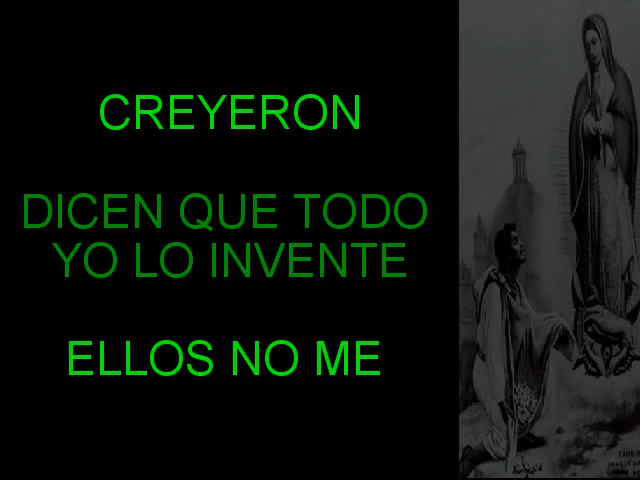 CREYERON
DICEN QUE TODO
YO LO INVENTE
ELLOS NO ME